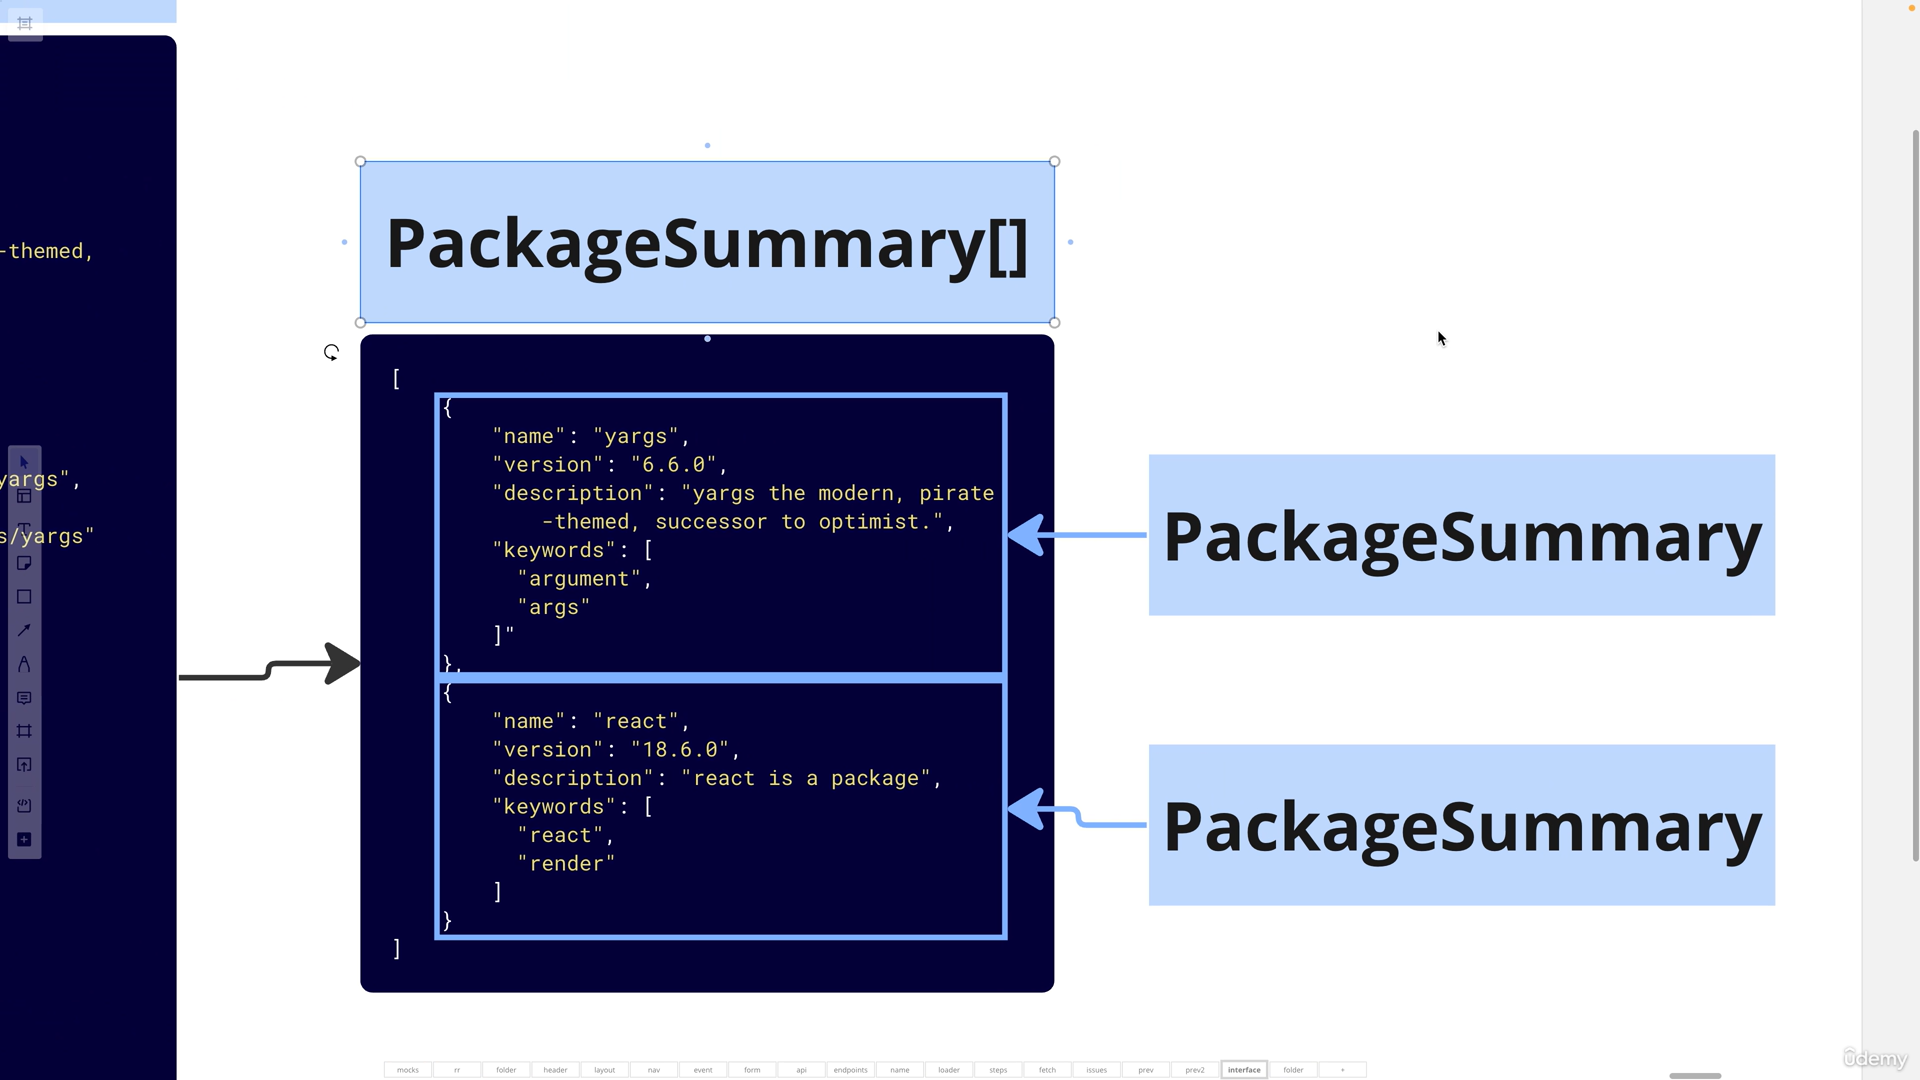 -themed,
yargs",
s/yargs"
PackageSummary[]
[
{
"name": "yargs",
"version": "6.6.0",
"description": "yargs the modern, pirate
-themed, successor to optimist.",
"keywords": [
"argument",
"args"
]"
},
{
"name": "react",
"version": "18.6.0",
"description": "react is a package",
"keywords": [
"react",
"render"
]
}
]
PackageSummary
PackageSummary
mocks rr folder header layout nav event form api endpoints name loader steps fetch issues prev prev2 interface folder +
ûdemy